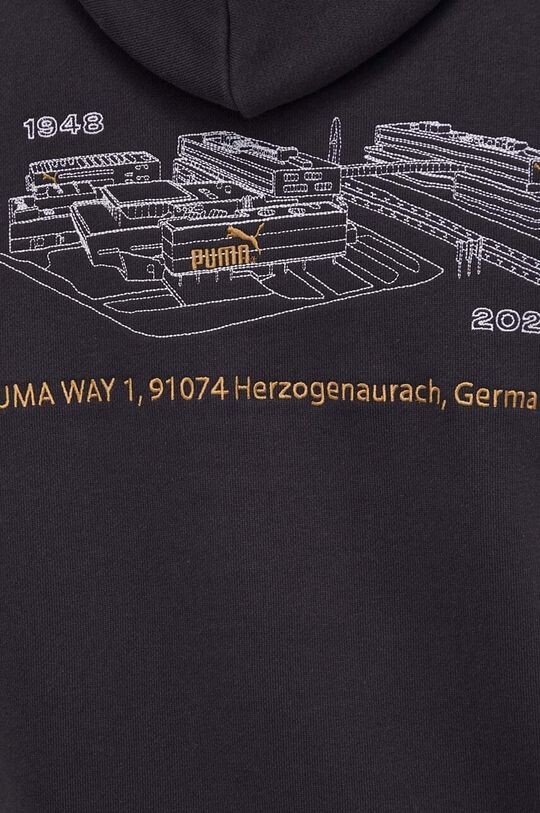 1948
PUMA
202
UMA WAY 1, 91074 Herzogenaurach, Germa